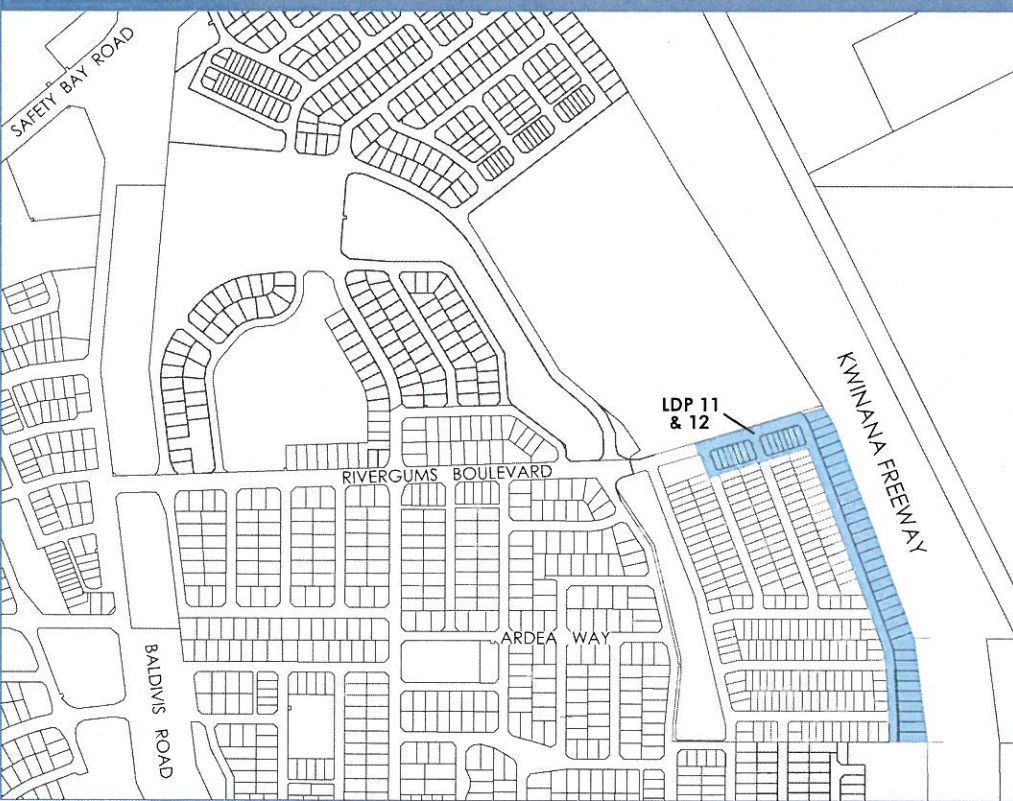 SAFETY BAY ROAD
KWINANA FREEWAY
LDP 11
& 12
RIVERGUMS BOULEVARD
ARDEA WAY
BALDIVIS ROAD